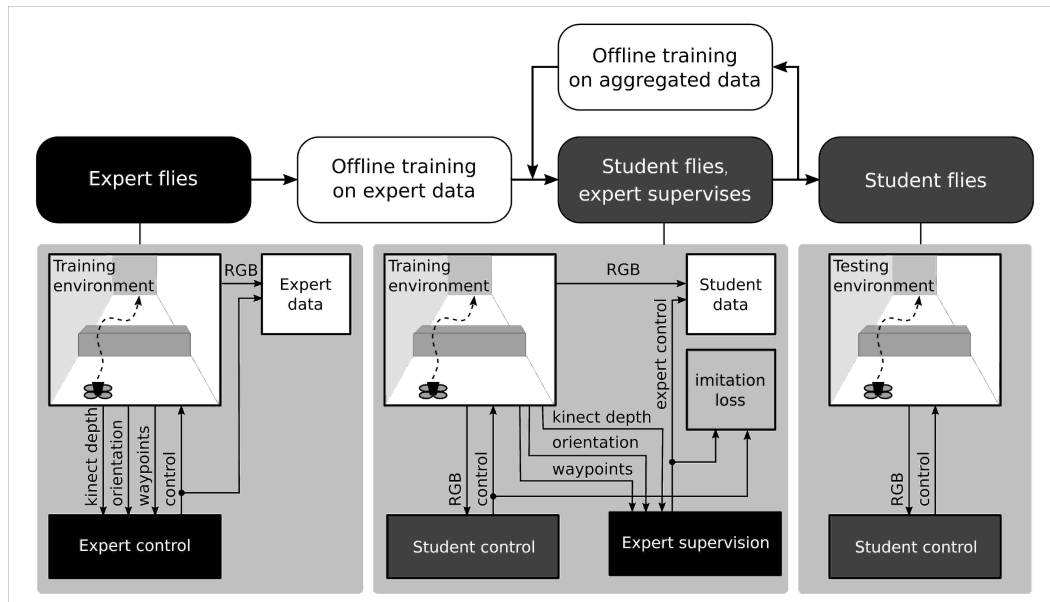 Offline training
on aggregated data
Expert flies
Offline training
on expert data
Student flies,
expert supervises
Student flies
Training
environment
RGB
Expert
data
kinect depth
orientation
waypoints
control
Expert control
Training
environment
RGB
Student
data
expert control
imitation
loss
kinect depth
orientation
waypoints
RGB
control
Student control
Expert supervision
Testing
environment
RGB
control
Student control